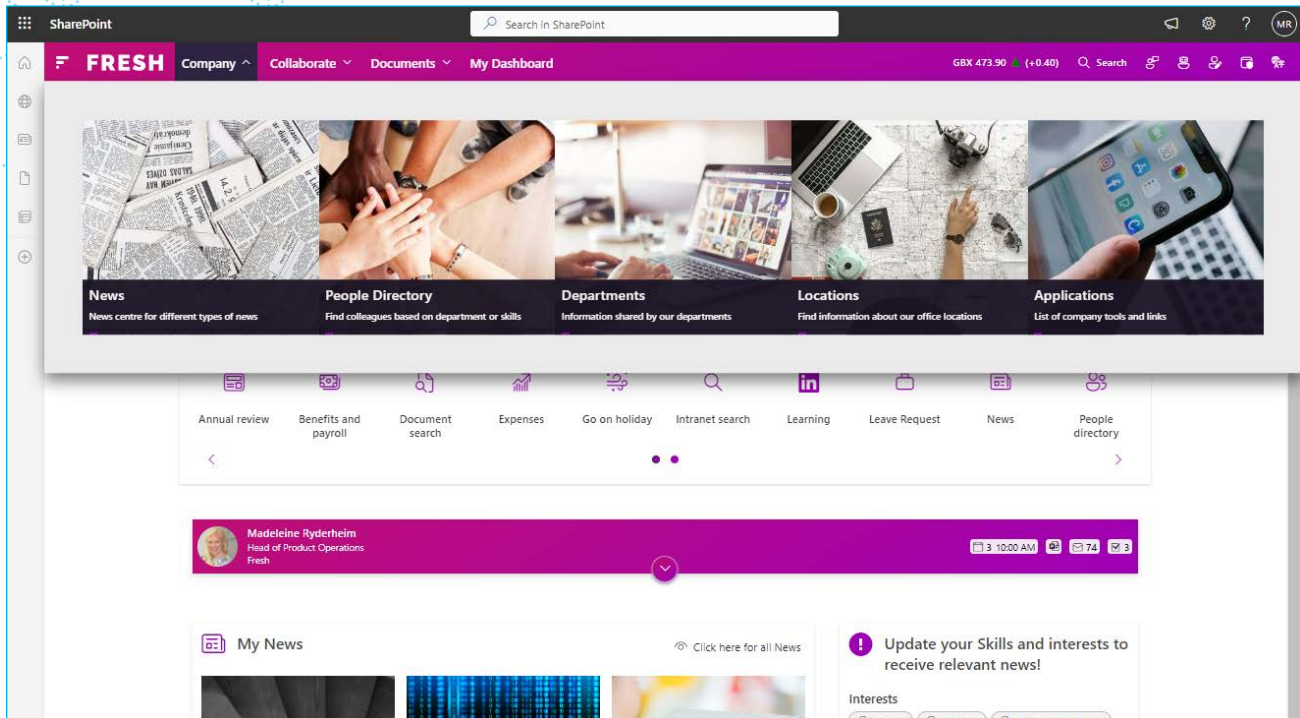 SharePoint
Search in SharePoint
MR
FRESH
Company
Collaborate
Documents
My Dashboard
GBX 473.90
(+0.40)
Search
News
News centre for different types of news
People Directory
Find colleagues based on department or skills
Departments
Information shared by our departments
Locations
Find information about our office locations
Applications
List of company tools and links
Annual review
Benefits and
payroll
Document
search
Expenses
Go on holiday
Intranet search
in
Learning
Leave Request
News
People
directory
Madeleine Ryderheim
Head of Product Operations
Fresh
3 10:00 AM
74
3
My News
Click here for all News
Update your Skills and interests to
receive relevant news!
Interests